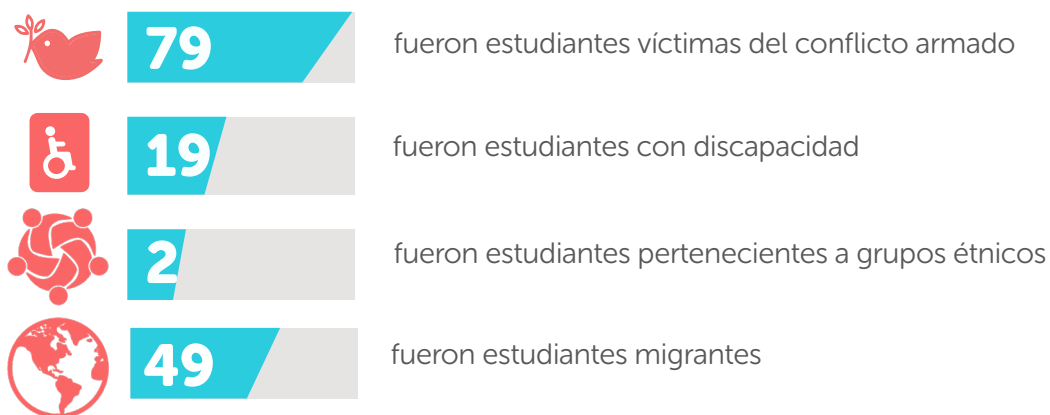 79 fueron estudiantes víctimas del conflicto armado
19 fueron estudiantes con discapacidad
2 fueron estudiantes pertenecientes a grupos étnicos
49 fueron estudiantes migrantes